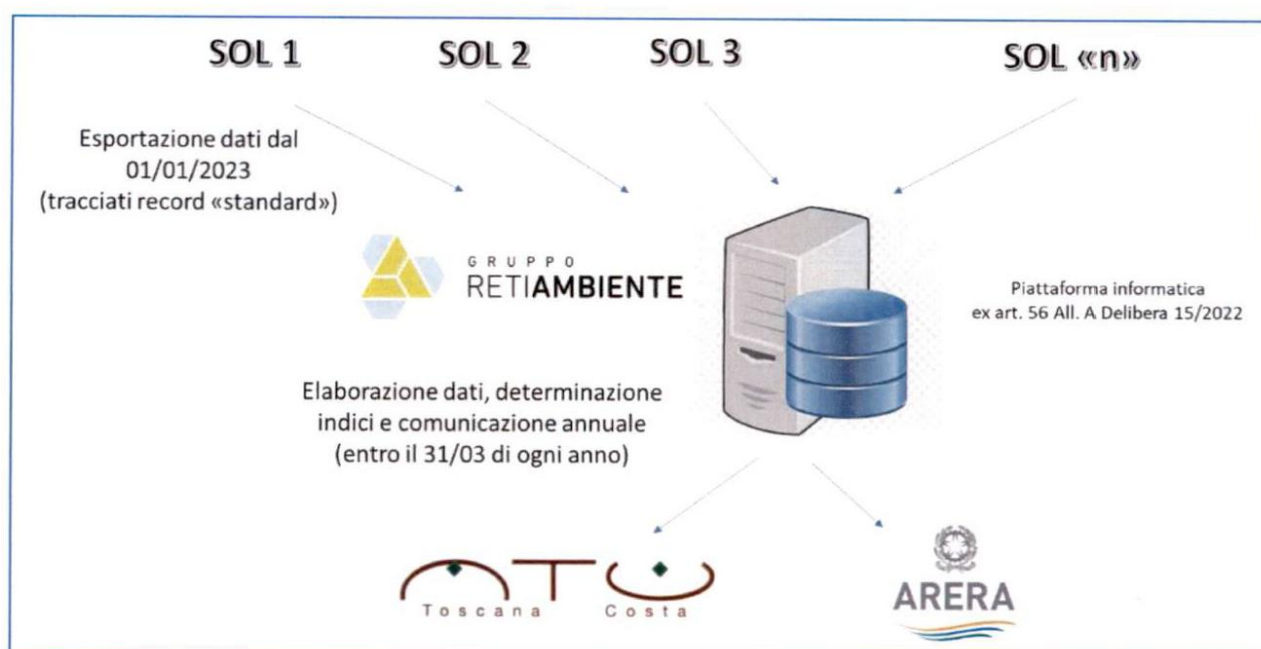 SOL 1 SOL 2 SOL 3 SOL «n»
Esportazione dati dal
01/01/2023
(tracciati record «standard»)
GRUPPO
RETIAMBIENTE
Piattaforma informatica
ex art. 56 All. A Delibera 15/2022
Elaborazione dati, determinazione
indici e comunicazione annuale
(entro il 31/03 di ogni anno)
ATO
Toscana Costa
ARERA